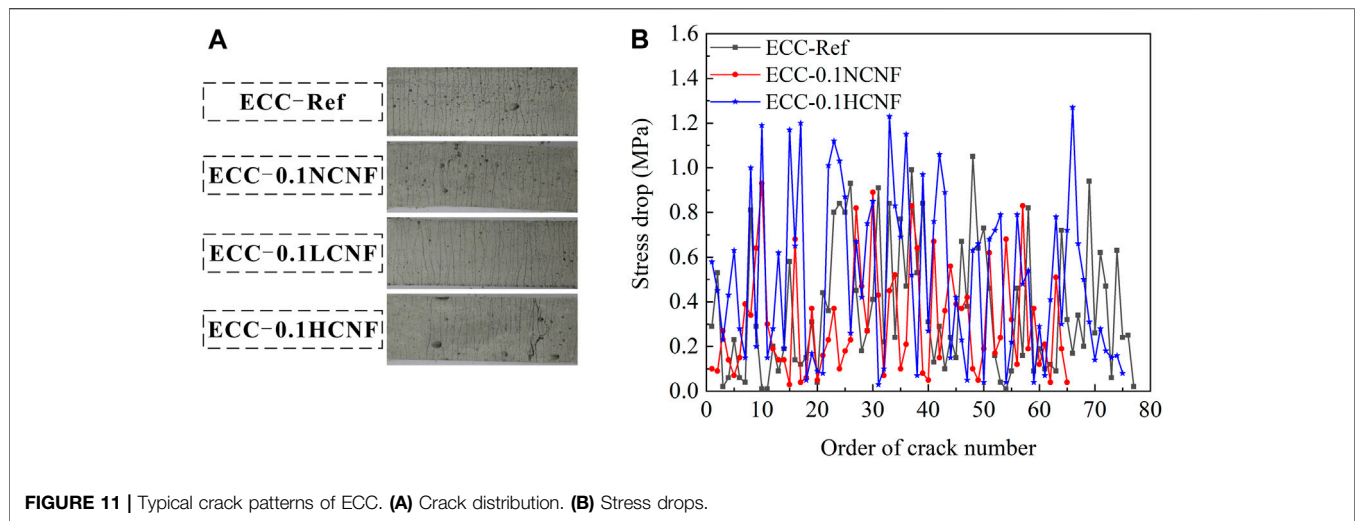 A
ECC-Ref
ECC-0.1NCNF
ECC-0.1LCNF
ECC-0.1HCNF
B
ECC-Ref
ECC-0.1NCNF
ECC-0.1HCNF
Stress drop (MPa)
1.6
1.4
1.2
1.0
0.8
0.6
0.4
0.2
0.0
0 10 20 30 40 50 60 70 80
Order of crack number
FIGURE 11 | Typical crack patterns of ECC. (A) Crack distribution. (B) Stress drops.